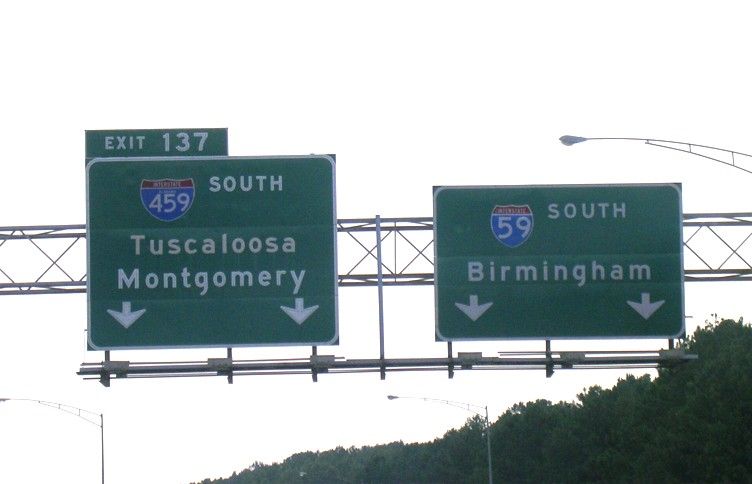 EXIT 137
INTERSTATE
459
SOUTH
Tuscaloosa
Montgomery
INTERSTATE
59
SOUTH
Birmingham